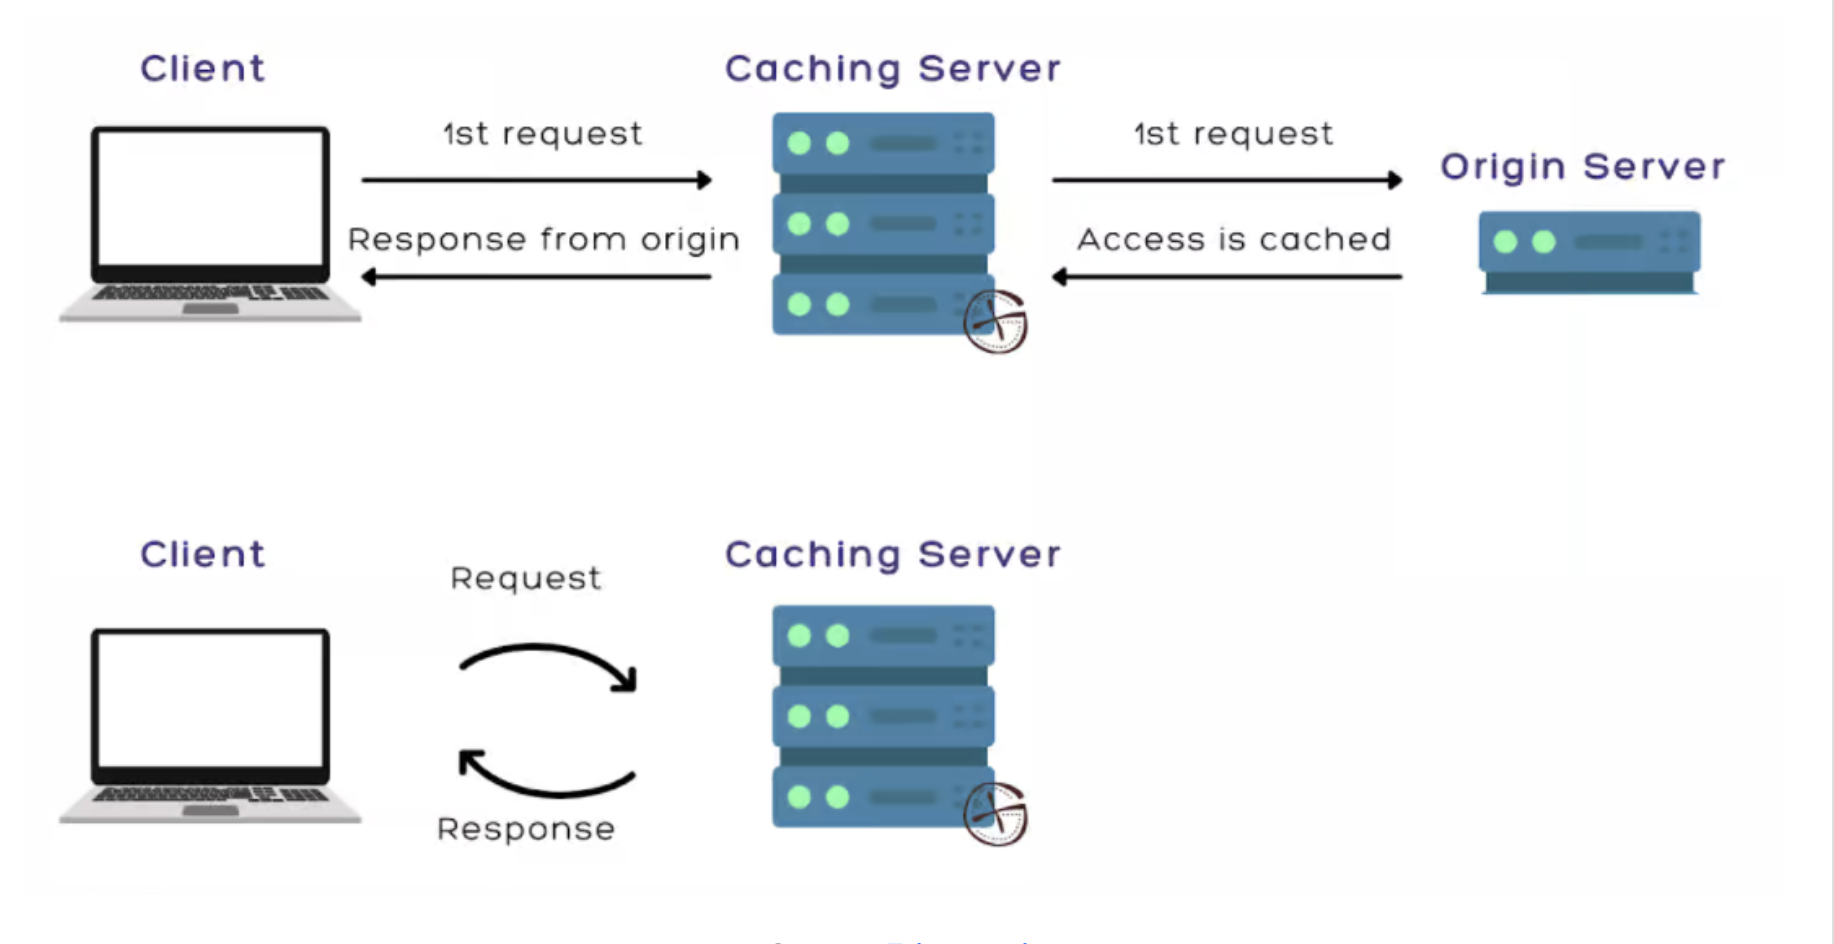 Client
Caching Server
1st request
1st request
Origin Server
Response from origin
Access is cached
Client
Caching Server
Request
Response